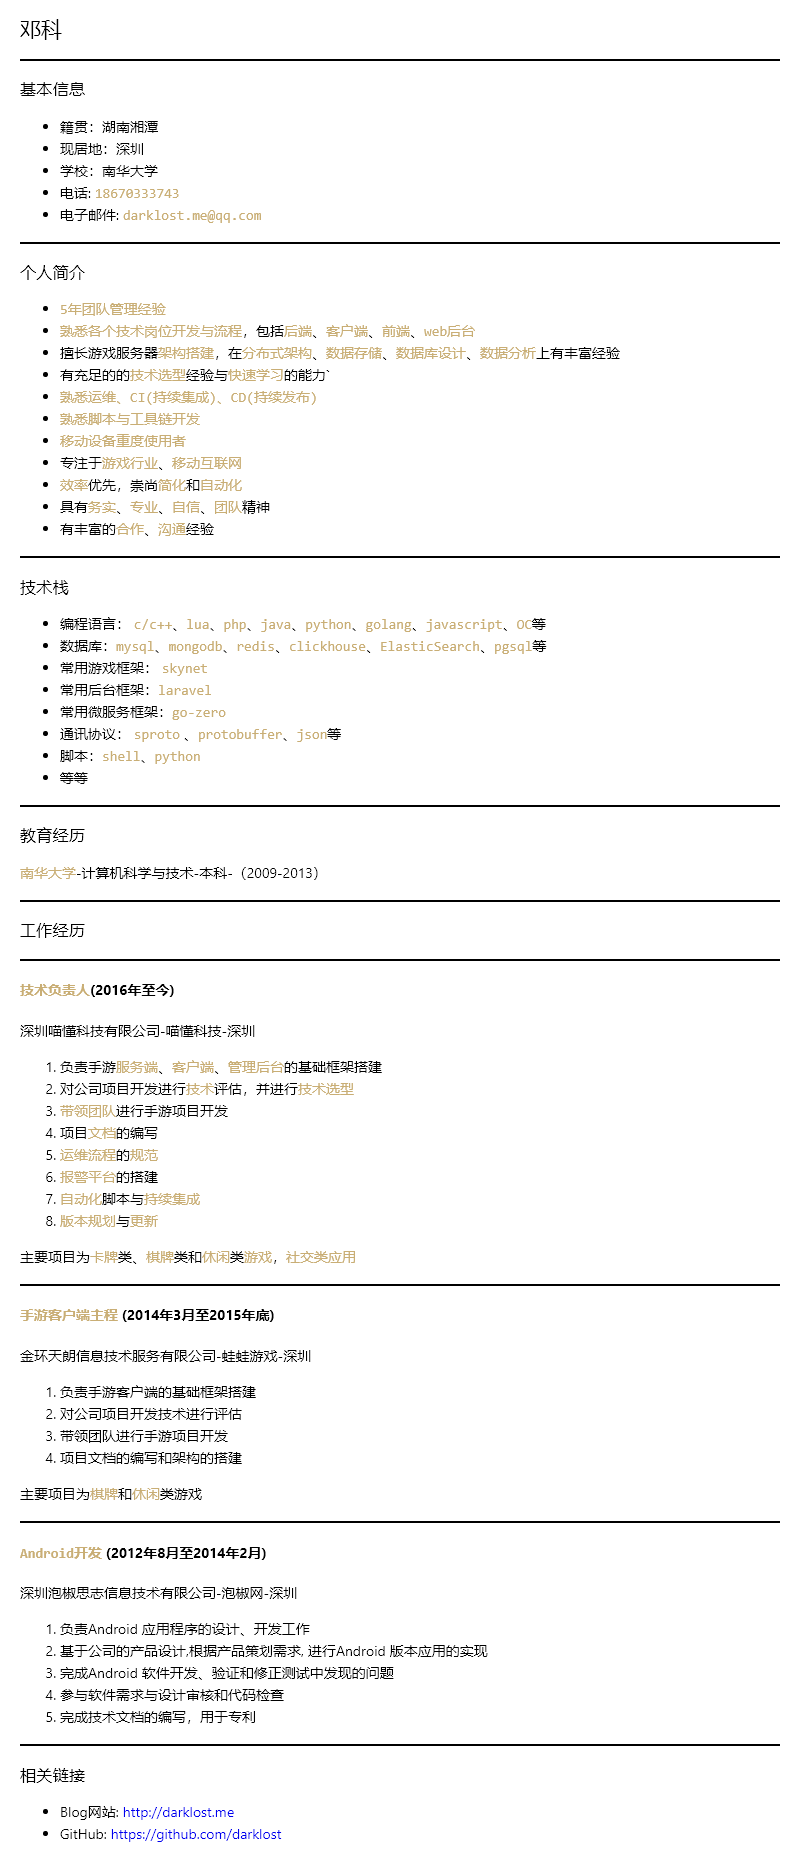 邓科
基本信息
籍贯：湖南湘潭
现居地：深圳
学校：南华大学
电话: 18670333743
电子邮件: darklost.me@qq.com
个人简介
5年团队管理经验
熟悉各个技术岗位开发与流程，包括后端、客户端、前端、web后台
擅长游戏服务器架构搭建，在分布式架构、数据存储、数据库设计、数据分析上有丰富经验
有充足的的技术选型经验与快速学习的能力`
熟悉运维、CI(持续集成)、CD(持续发布)
熟悉脚本与工具链开发
移动设备重度使用者
专注于游戏行业、移动互联网
效率优先，崇尚简化和自动化
具有务实、专业、自信、团队精神
有丰富的合作、沟通经验
技术栈
编程语言： c/c++、lua、php、java、python、golang、javascript、OC等
数据库：mysql、mongodb、redis、clickhouse、ElasticSearch、pgsql等
常用游戏框架： skynet
常用后台框架：laravel
常用微服务框架：go-zero
通讯协议： sproto 、protobuffer、json等
脚本：shell、python
等等
教育经历
南华大学-计算机科学与技术-本科-（2009-2013）
工作经历
技术负责人(2016年至今)
深圳喵懂科技有限公司-喵懂科技-深圳
1. 负责手游服务端、客户端、管理后台的基础框架搭建
2. 对公司项目开发进行技术评估，并进行技术选型
3. 带领团队进行手游项目开发
4. 项目文档的编写
5. 运维流程的规范
6. 报警平台的搭建
7. 自动化脚本与持续集成
8. 版本规划与更新
主要项目为卡牌类、棋牌类和休闲类游戏，社交类应用
手游客户端主程 (2014年3月至2015年底)
金环天朗信息技术服务有限公司-蛙蛙游戏-深圳
1. 负责手游客户端的基础框架搭建
2. 对公司项目开发技术进行评估
3. 带领团队进行手游项目开发
4. 项目文档的编写和架构的搭建
主要项目为棋牌和休闲类游戏
Android开发 (2012年8月至2014年2月)
深圳泡椒思志信息技术有限公司-泡椒网-深圳
1. 负责Android 应用程序的设计、开发工作
2. 基于公司的产品设计,根据产品策划需求, 进行Android 版本应用的实现
3. 完成Android 软件开发、验证和修正测试中发现的问题
4. 参与软件需求与设计审核和代码检查
5. 完成技术文档的编写，用于专利
相关链接
Blog网站: http://darklost.me
GitHub: https://github.com/darklost